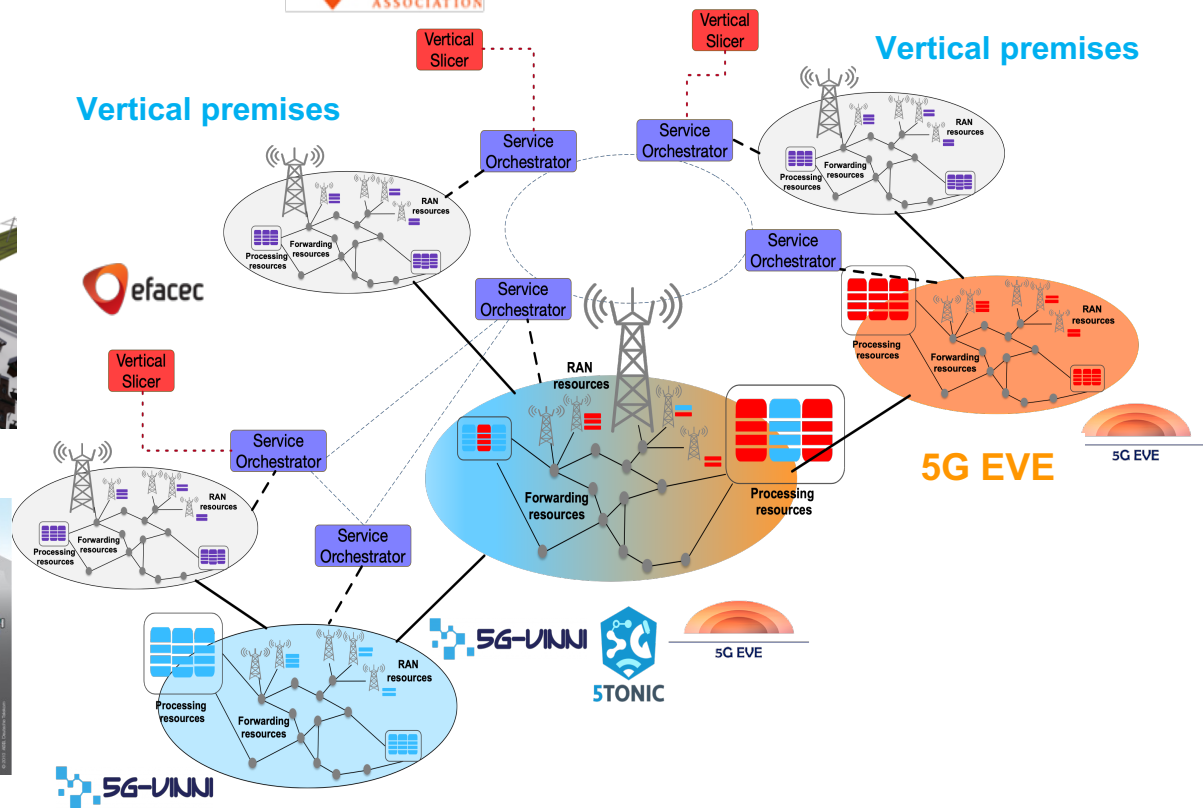 ASSOCIATION
Vertical
Slicer
Vertical
Slicer
Vertical premises
Vertical premises
Service
Orchestrator
Service
Orchestrator
RAN
resources
Forwarding
resources
Processing
resources
RAN
resources
Forwarding
resources
Processing
resources
Service
Orchestrator
efacec
Service
Orchestrator
RAN
resources
Processing
resources
Forwarding
resources
Vertical
Slicer
RAN
resources
Service
Orchestrator
5G EVE
5G EVE
Forwarding
resources
Processing
resources
RAN
resources
Forwarding
resources
Processing
resources
Service
Orchestrator
5G-VINNI
5G
5TONIC
5G EVE
RAN
resources
Processing
resources
Forwarding
resources
5G-VINNI